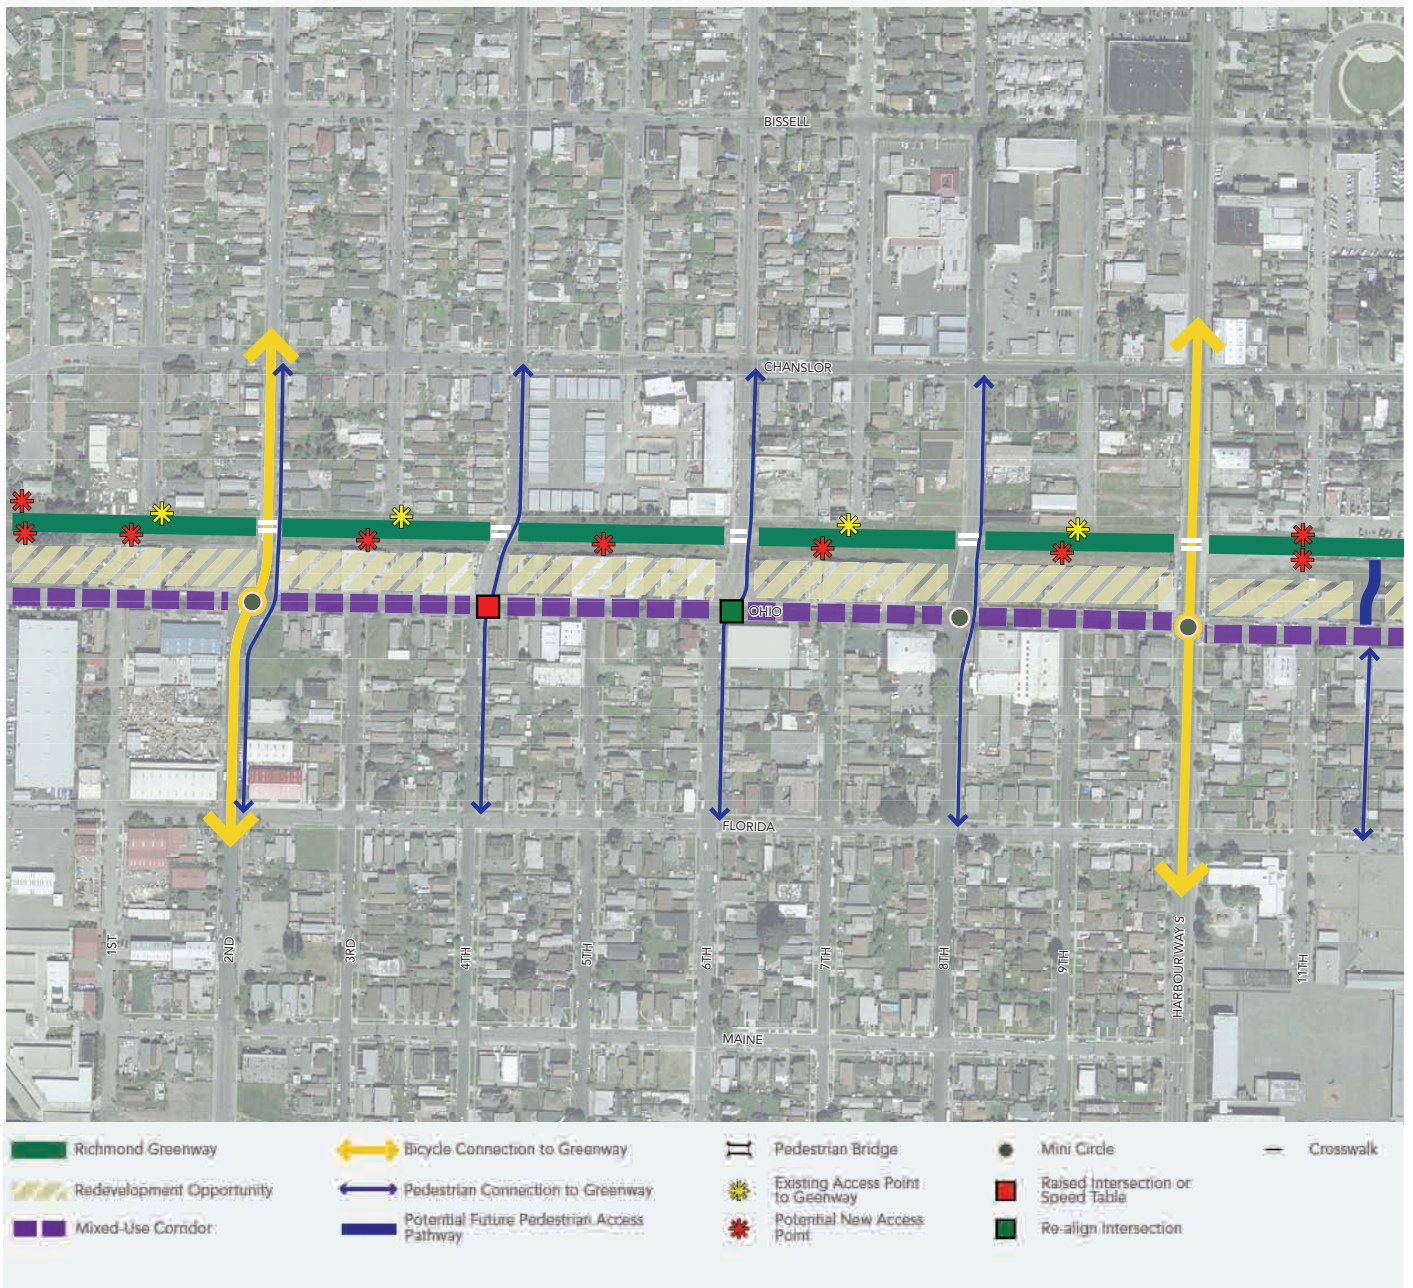 BISSELL
CHANSLOR
OHIO
FLORIDA
1ST
2ND
3RD
4TH
5TH
6TH
7TH
8TH
9TH
HARBOUR WAY S
11TH
MAINE
Richmond Greenway
Redevelopment Opportunity
Mixed-Use Corridor
Bicycle Connection to Greenway
Pedestrian Connection to Greenway
Potential Future Pedestrian Access
Pathway
Pedestrian Bridge
Existing Access Point
to Geenway
Potential New Access
Point
Mini Circle
Raised Intersection or
Speed Table
Re-align Intersection
Crosswalk